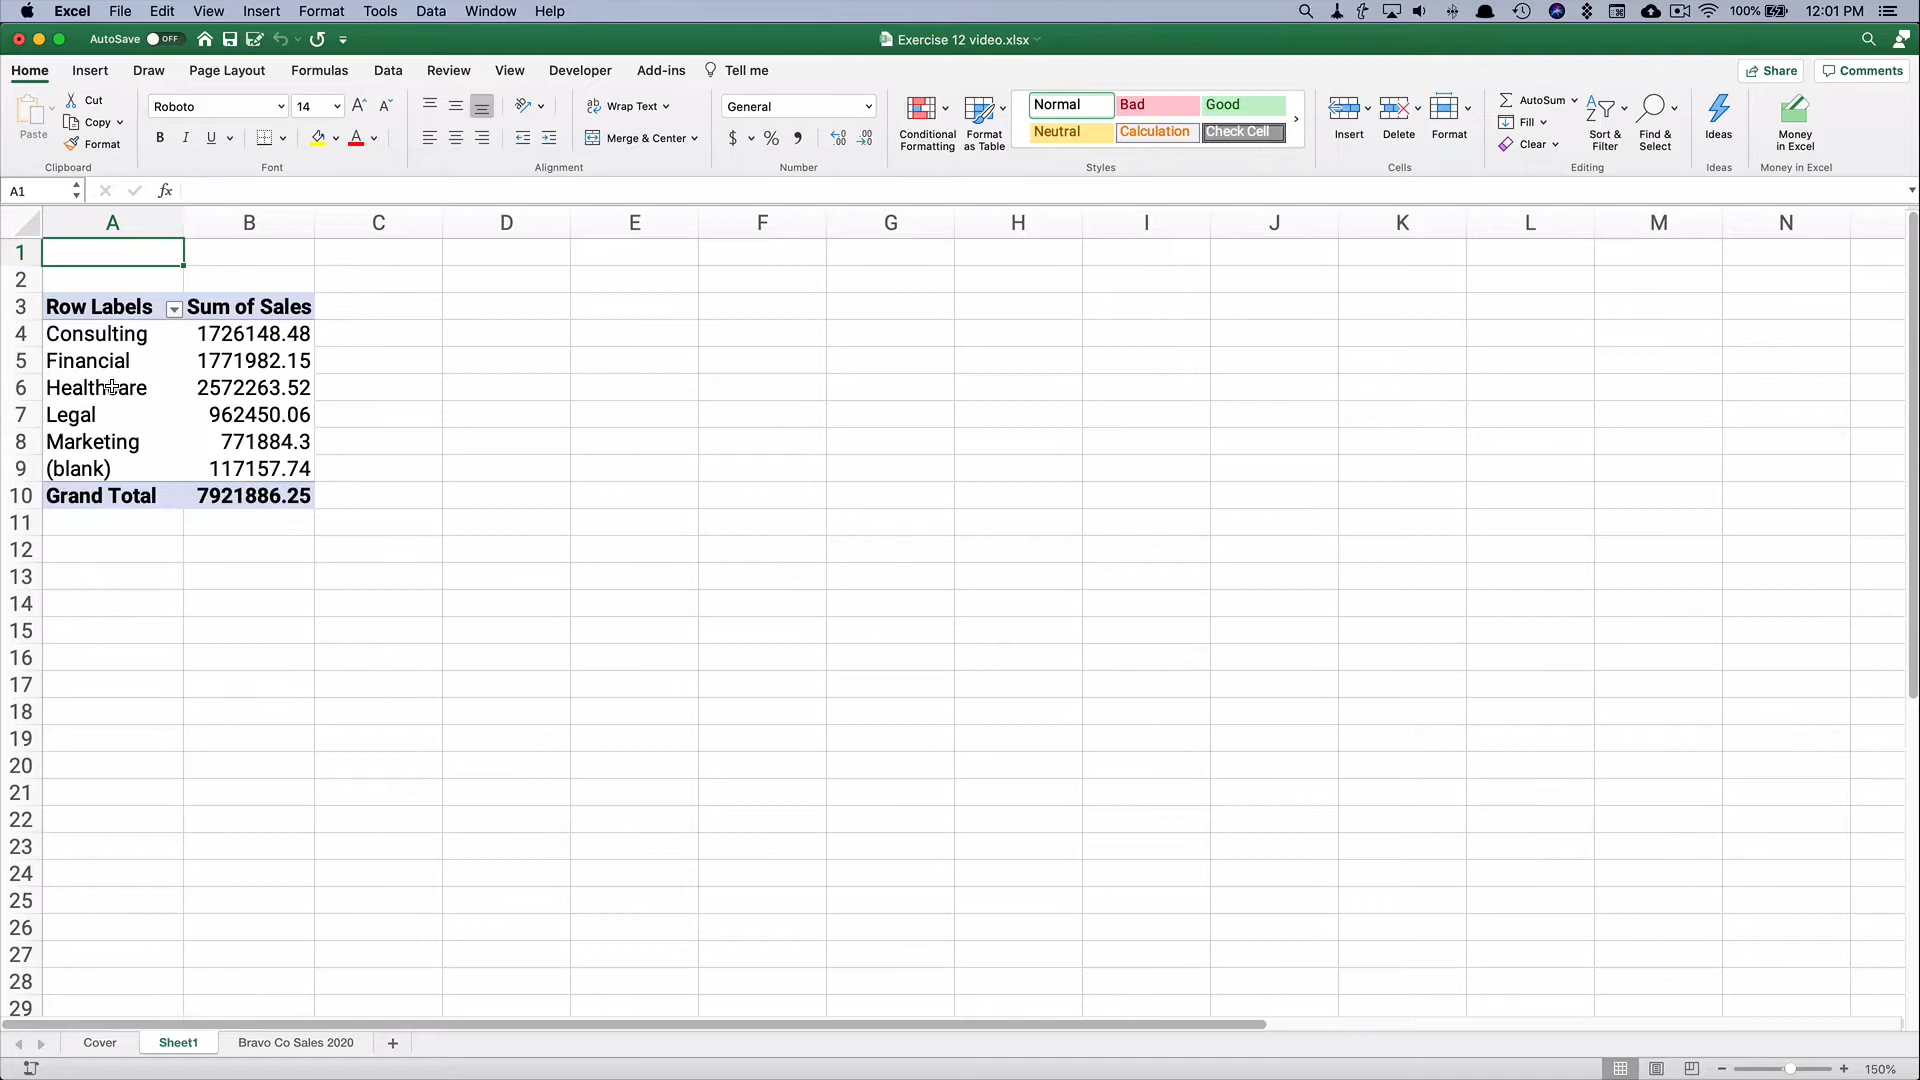 Excel File Edit View Insert Format Tools Data Window Help 100% 12:01 PM
AutoSave OFF Exercise 12 video.xlsx
Home Insert Draw Page Layout Formulas Data Review View Developer Add-ins Tell me Share Comments
Paste Cut Copy Format
Roboto 14 B I U
Wrap Text Merge & Center
General $ % 9
Conditional Formatting
Format as Table
Normal Bad Good
Neutral Calculation Check Cell
Insert Delete Format
AutoSum Fill Clear
Sort & Filter
Find & Select
Ideas
Money in Excel
Clipboard Font Alignment Number Styles Cells Editing Ideas Money in Excel
A1 fx
A B C D E F G H I J K L M N
1
2
3 Row Labels Sum of Sales
4 Consulting 1726148.48
5 Financial 1771982.15
6 Healthcare 2572263.52
7 Legal 962450.06
8 Marketing 771884.3
9 (blank) 117157.74
10 Grand Total 7921886.25
11
12
13
14
15
16
17
18
19
20
21
22
23
24
25
26
27
28
29
Cover Sheet1 Bravo Co Sales 2020 +
150%